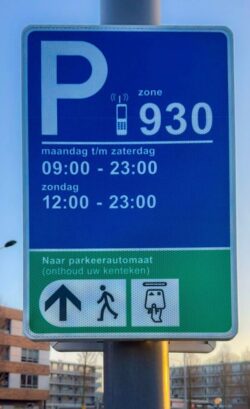 P
zone
930
maandag t/m zaterdag
09:00 - 23:00
zondag
12:00 - 23:00
Naar parkeerautomaat
(onthoud uw kenteken)